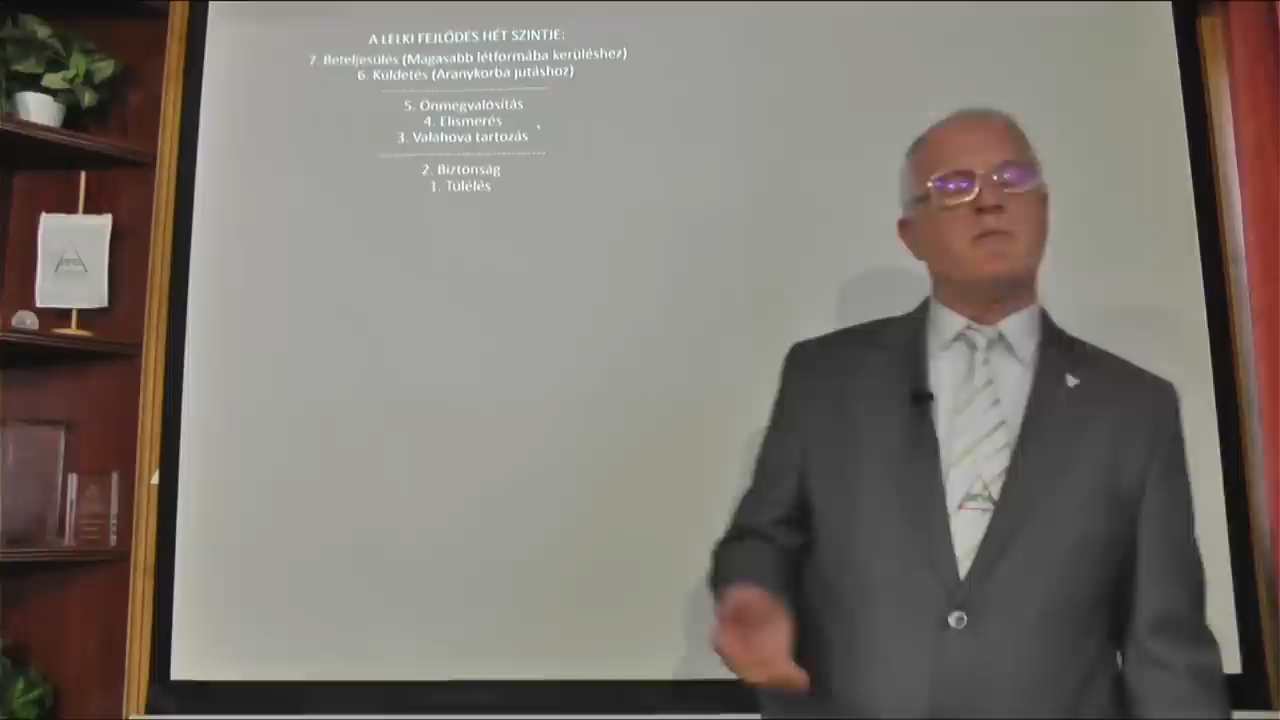 A LELKI FEJLŐDÉS HÉT SZINTJE:
7. Beteljesülés (Magasabb létformába kerüléshez)
6. Küldetés (Aranykorba jutáshoz)
5. Önmegvalósítás
4. Elismerés
3. Valahova tartozás
2. Biztonság
1. Túlélés